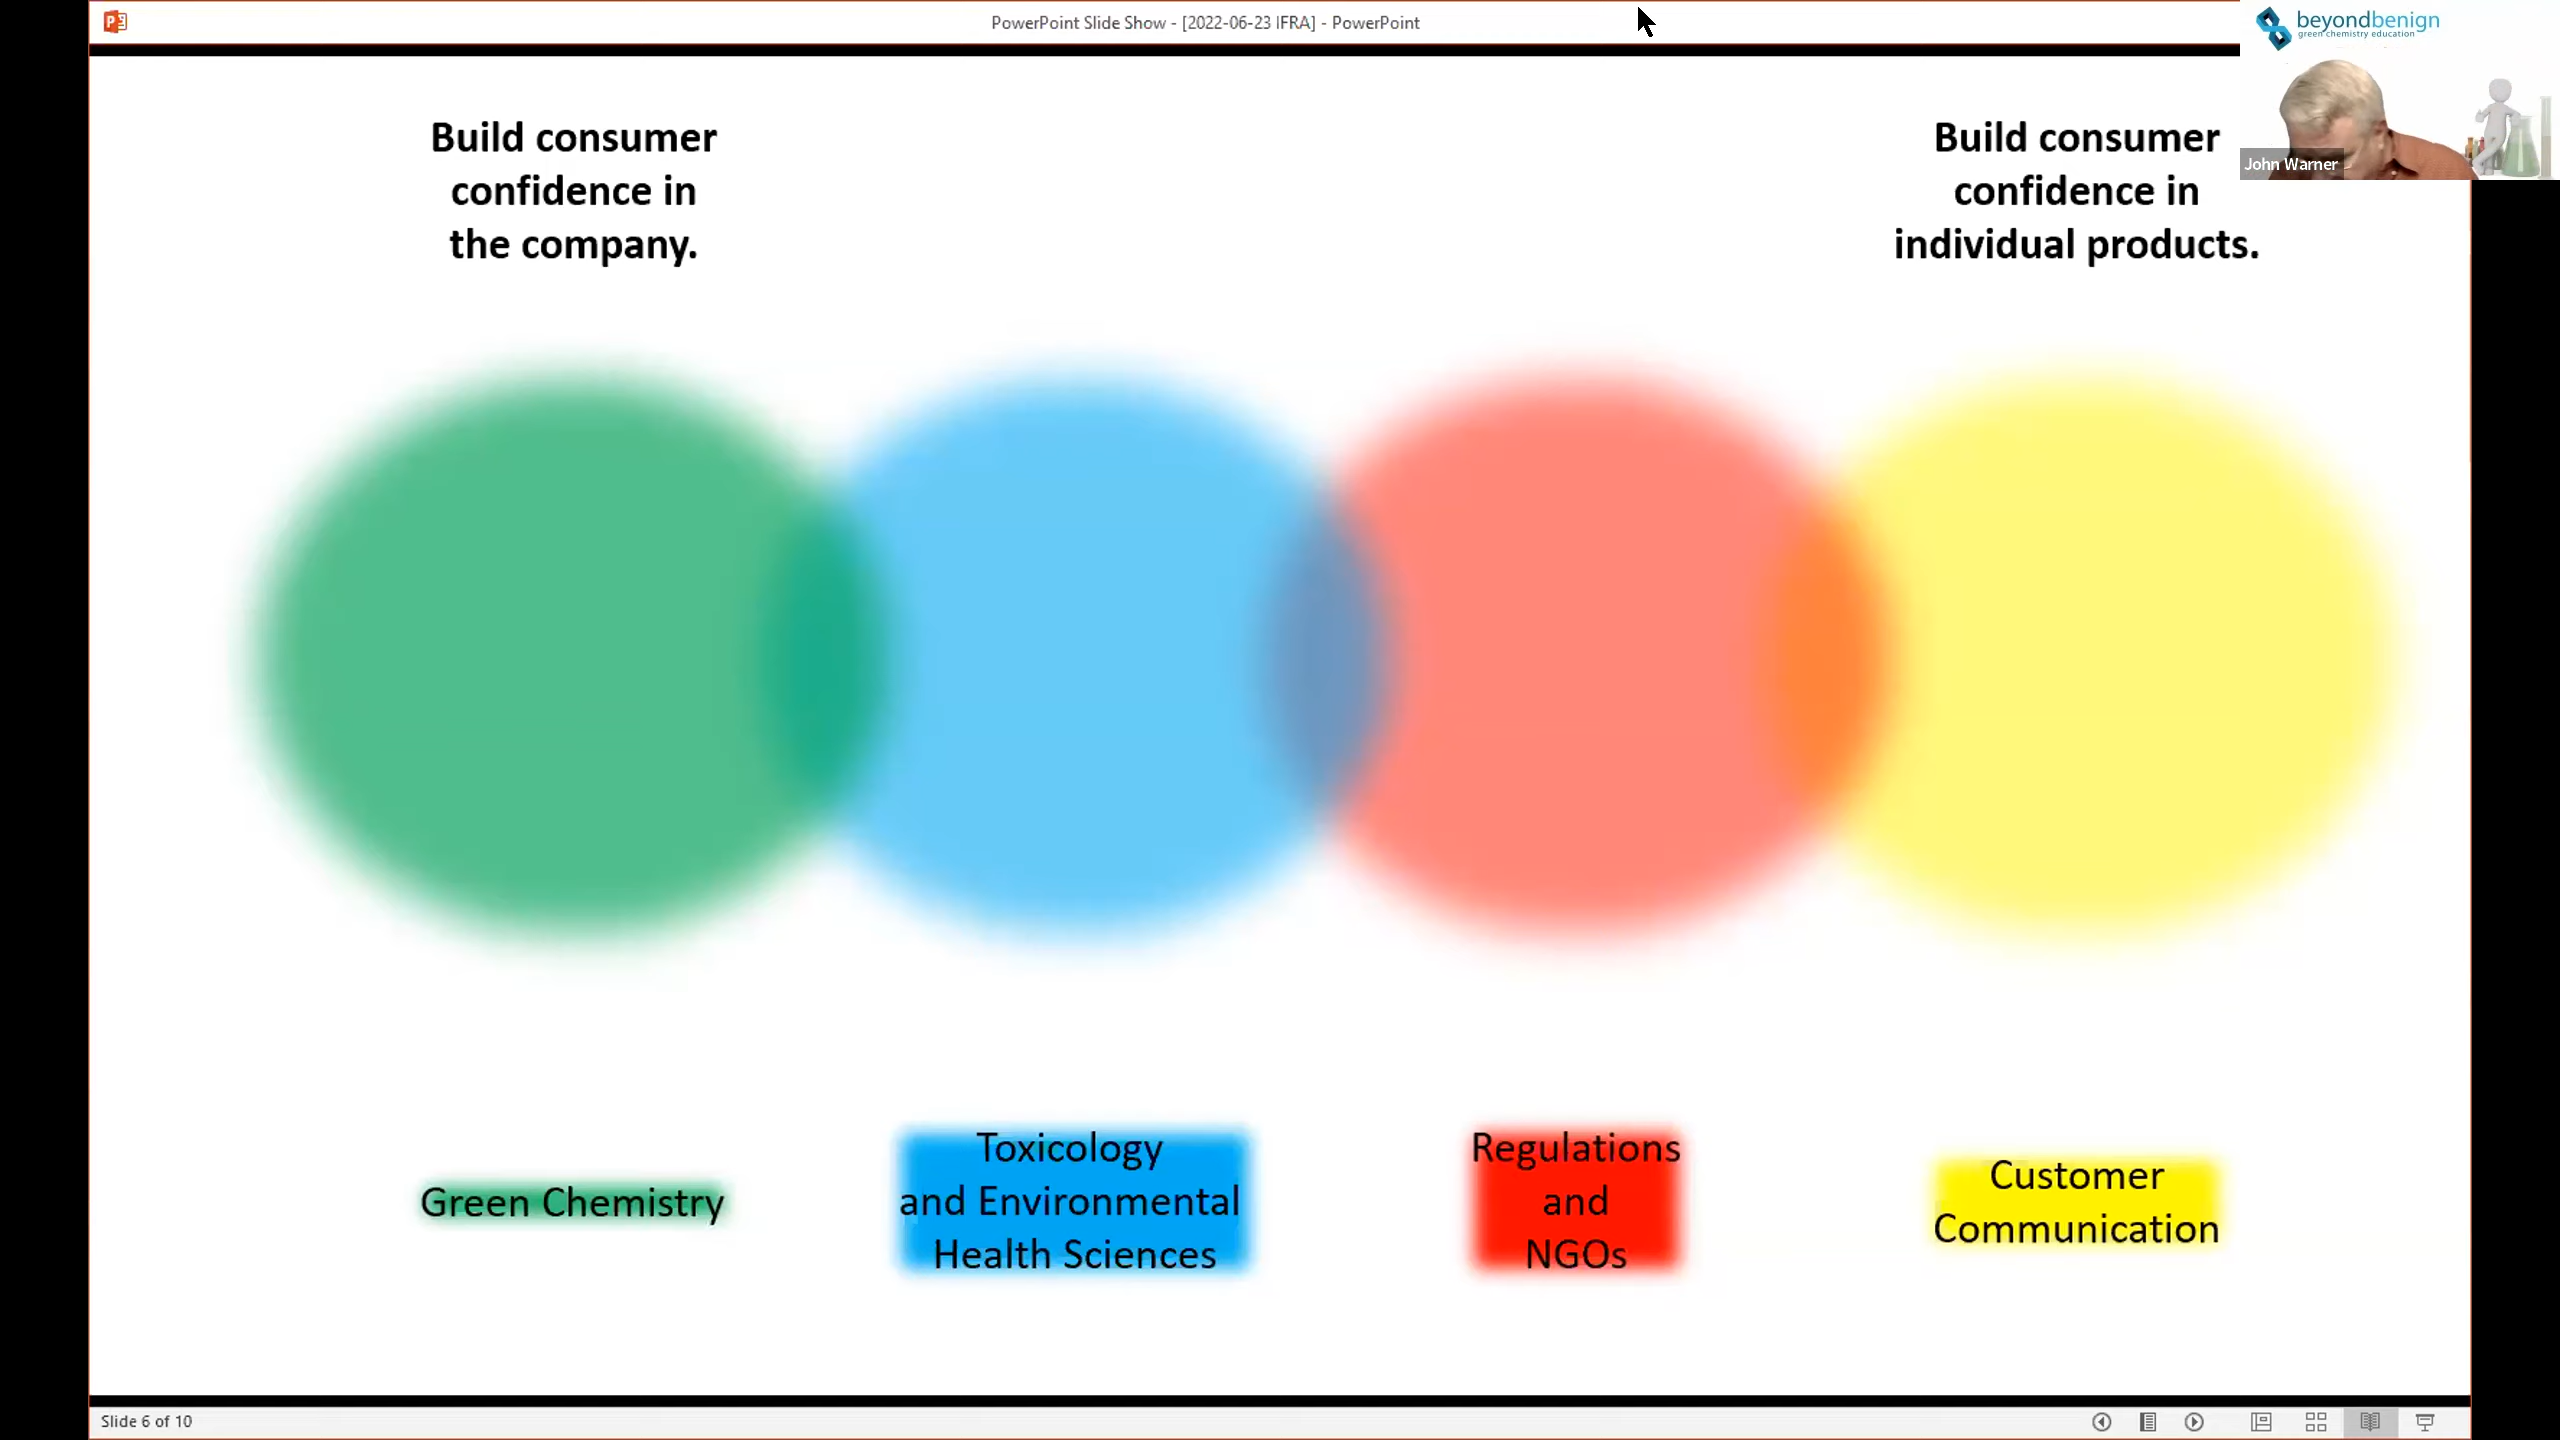 PowerPoint Slide Show - [2022-06-23 IFRA] - PowerPoint
beyondbenign
green chemistry education
John Warner
Build consumer
confidence in
the company.
Build consumer
confidence in
individual products.
Green Chemistry
Toxicology
and Environmental
Health Sciences
Regulations
and
NGOs
Customer
Communication
Slide 6 of 10